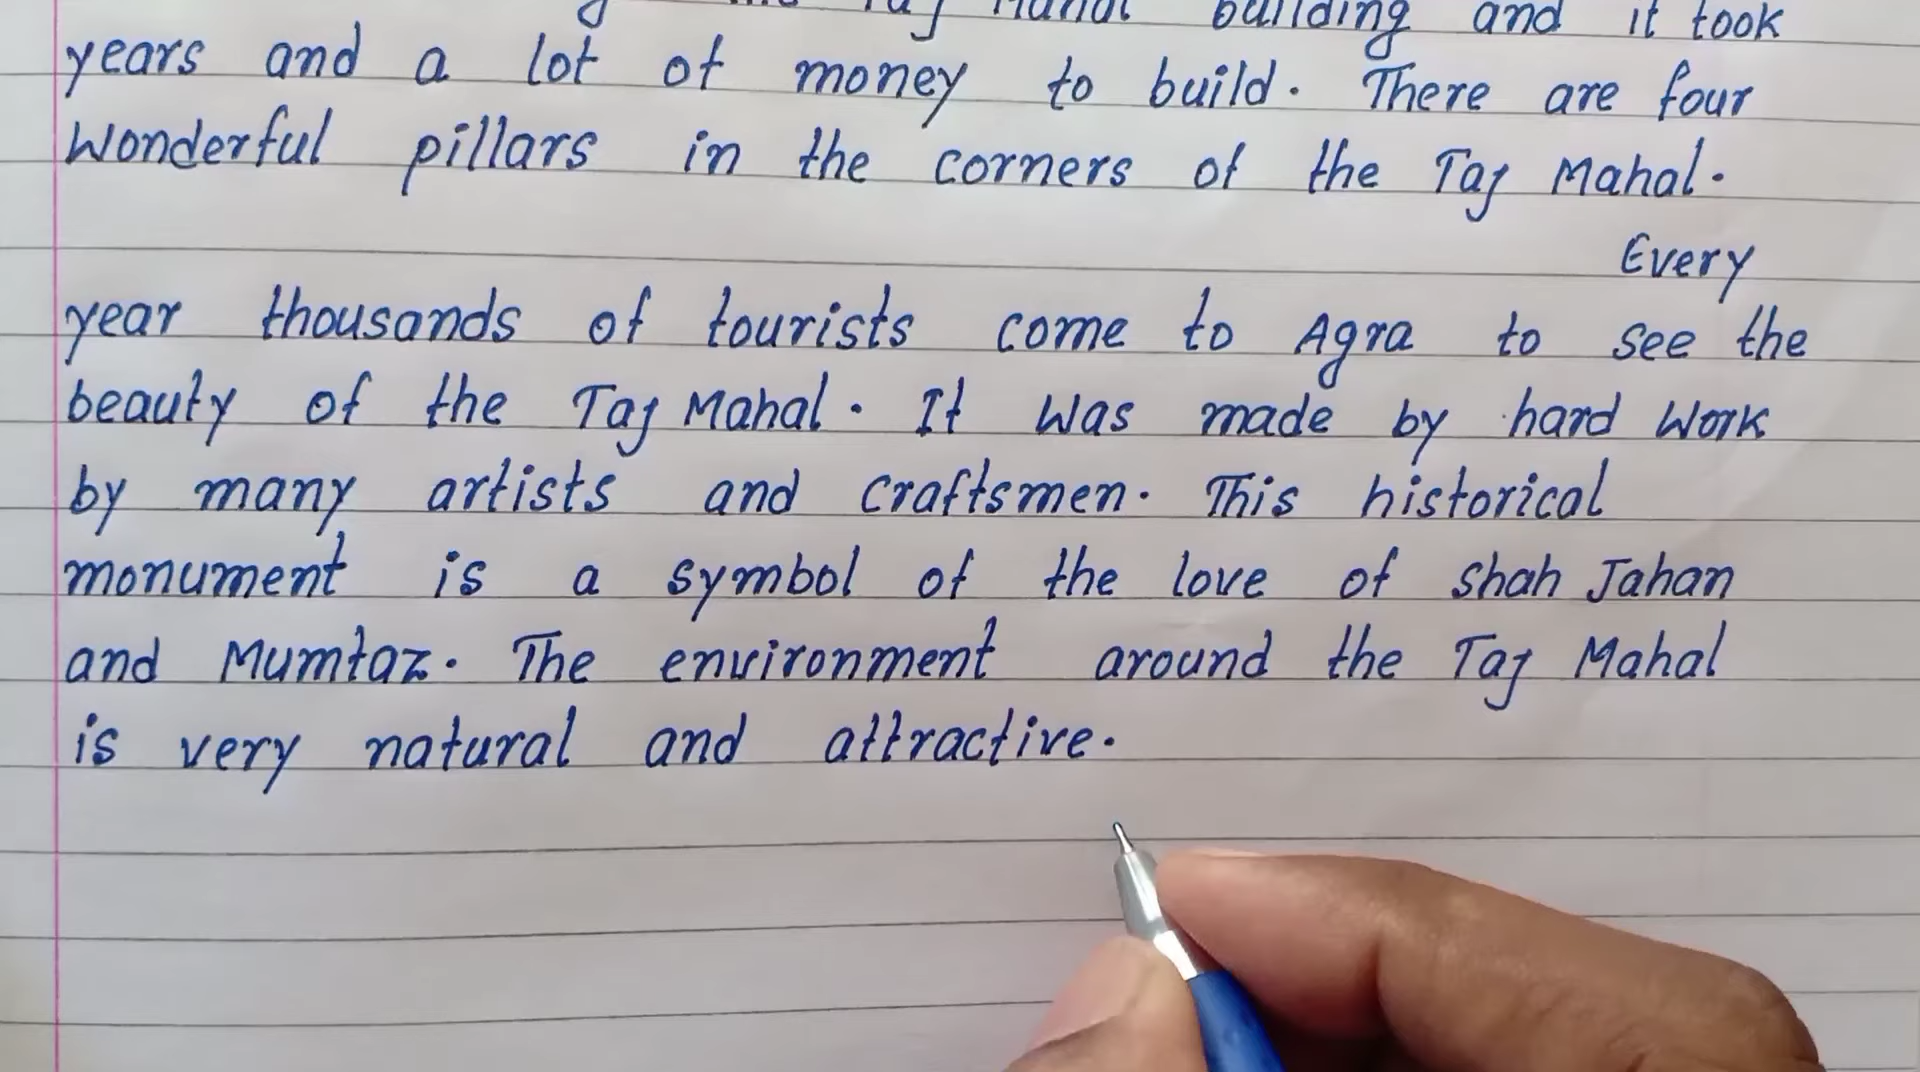 Taj Mahal building and it took
years and a lot of money to build. There are four
wonderful pillars in the corners of the Taj Mahal.
Every
year thousands of tourists come to Agra to see the
beauty of the Taj Mahal. It was made by hard work
by many artists and craftsmen. This historical
monument is a symbol of the love of shah Jahan
and Mumtaz. The environment around the Taj Mahal
is very natural and attractive.